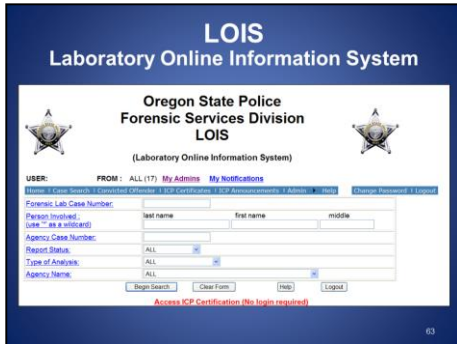 LOIS
Laboratory Online Information System
Oregon State Police
Forensic Services Division
LOIS
(Laboratory Online Information System)
USER: FROM : ALL (17) My Admins My Notifications
Home | Case Search | Convicted Offender | ICP Certificates | ICP Announcements | Admin Help Change Password | Logout
Forensic Lab Case Number:
Person Involved : last name first name middle
(use '*' as a wildcard)
Agency Case Number:
Report Status: ALL
Type of Analysis: ALL
Agency Name: ALL
Begin Search Clear Form Help Logout
Access ICP Certification (No login required)
63